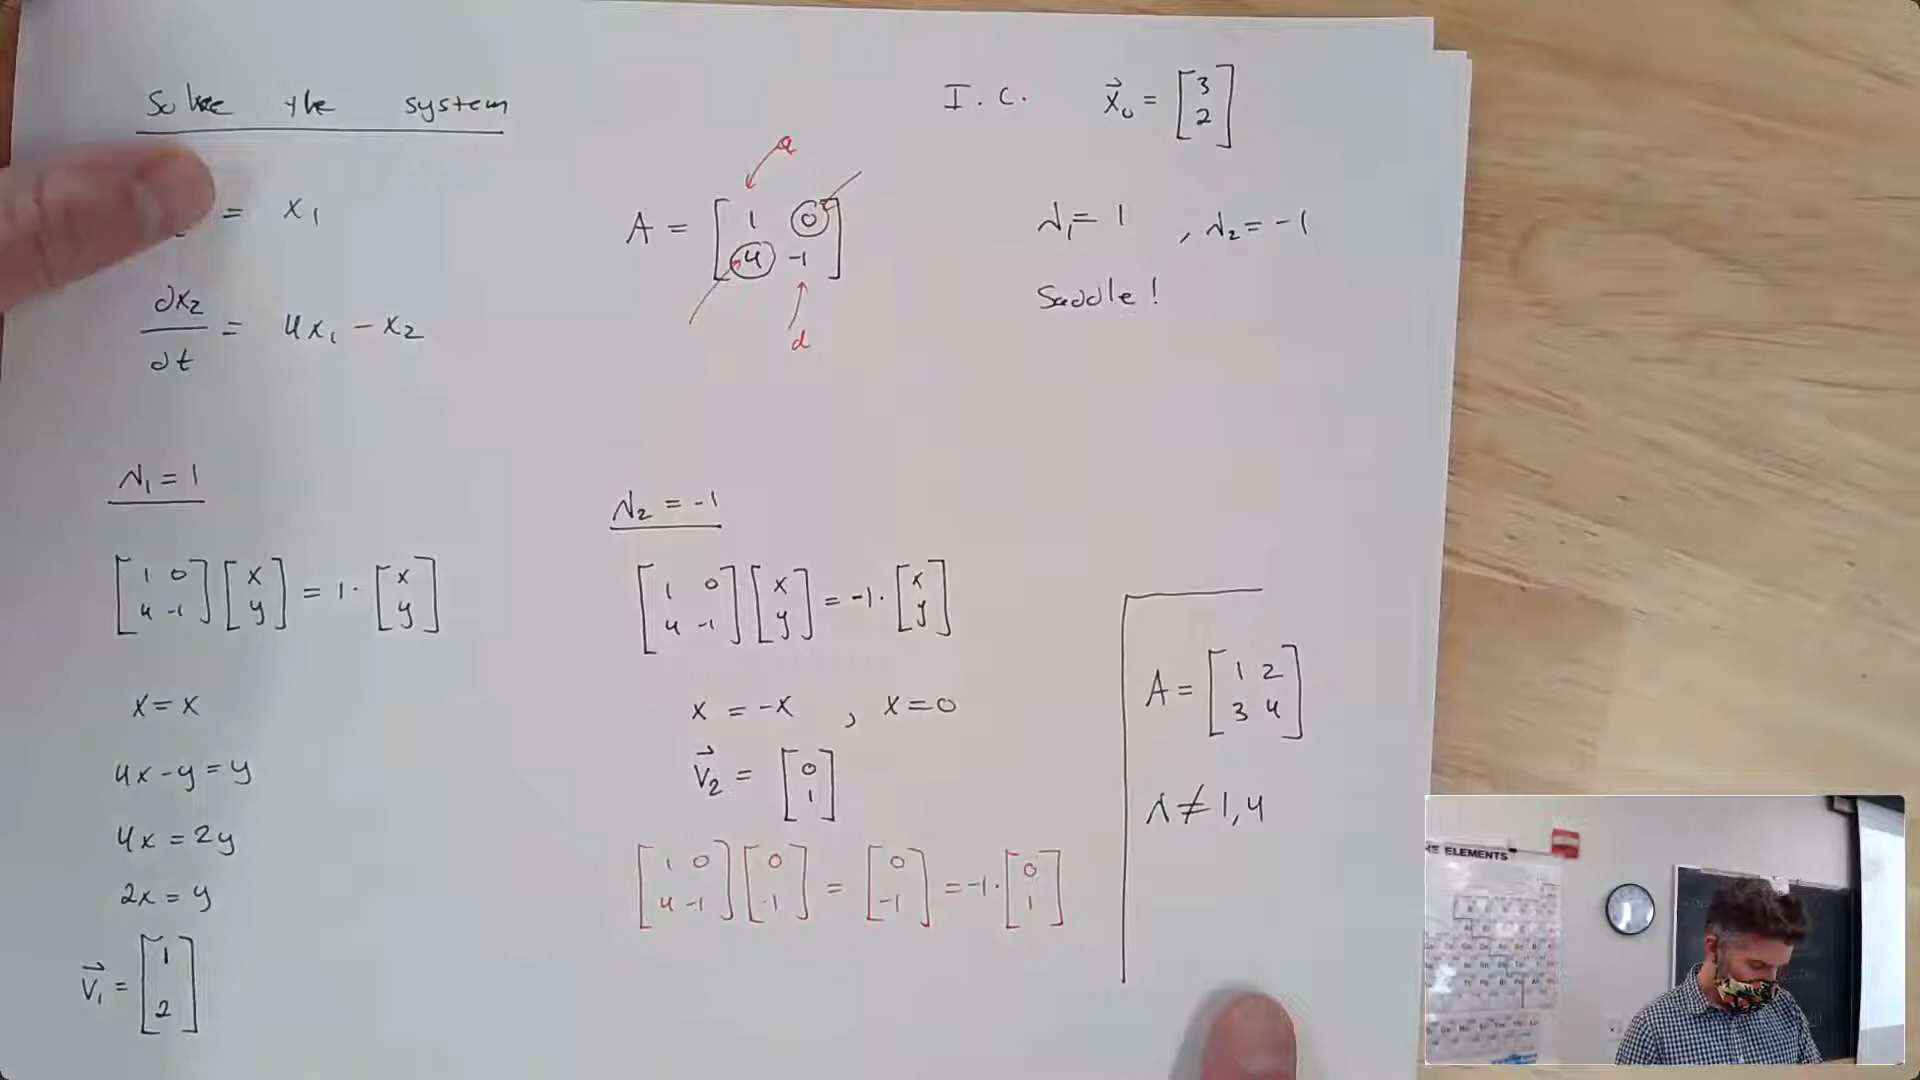 Solve the system
I.C. x⃗₀ = [3 2]
= x₁
A = [1 0 4 -1]
a
d
λ₁ = 1 , λ₂ = -1
Saddle!
dx₂/dt = 4x₁ - x₂
λ₁ = 1
[1 0 4 -1] [x y] = 1 · [x y]
x = x
4x - y = y
4x = 2y
2x = y
v⃗₁ = [1 2]
λ₂ = -1
[1 0 4 -1] [x y] = -1 · [x y]
x = -x , x = 0
v⃗₂ = [0 1]
[1 0 4 -1] [0 1] = [0 -1] = -1 · [0 1]
A = [1 2 3 4]
λ ≠ 1,4
ELEMENTS